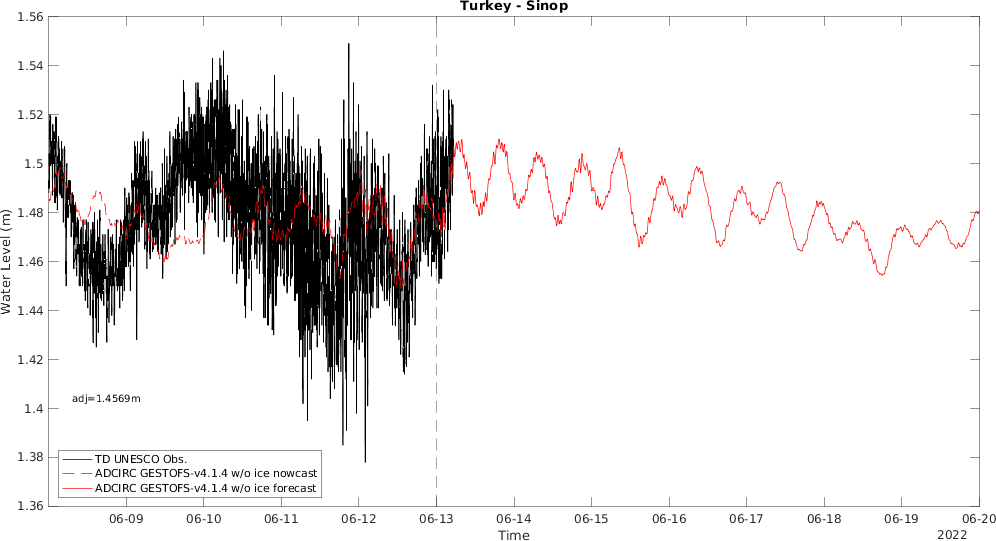 Turkey - Sinop
1.56
1.54
1.52
1.5
1.48
1.46
1.44
1.42
1.4
1.38
1.36
Water Level (m)
adj=1.4569m
TD UNESCO Obs.
ADCIRC GESTOFS-v4.1.4 w/o ice nowcast
ADCIRC GESTOFS-v4.1.4 w/o ice forecast
06-09 06-10 06-11 06-12 06-13 06-14 06-15 06-16 06-17 06-18 06-19 06-20
Time
2022